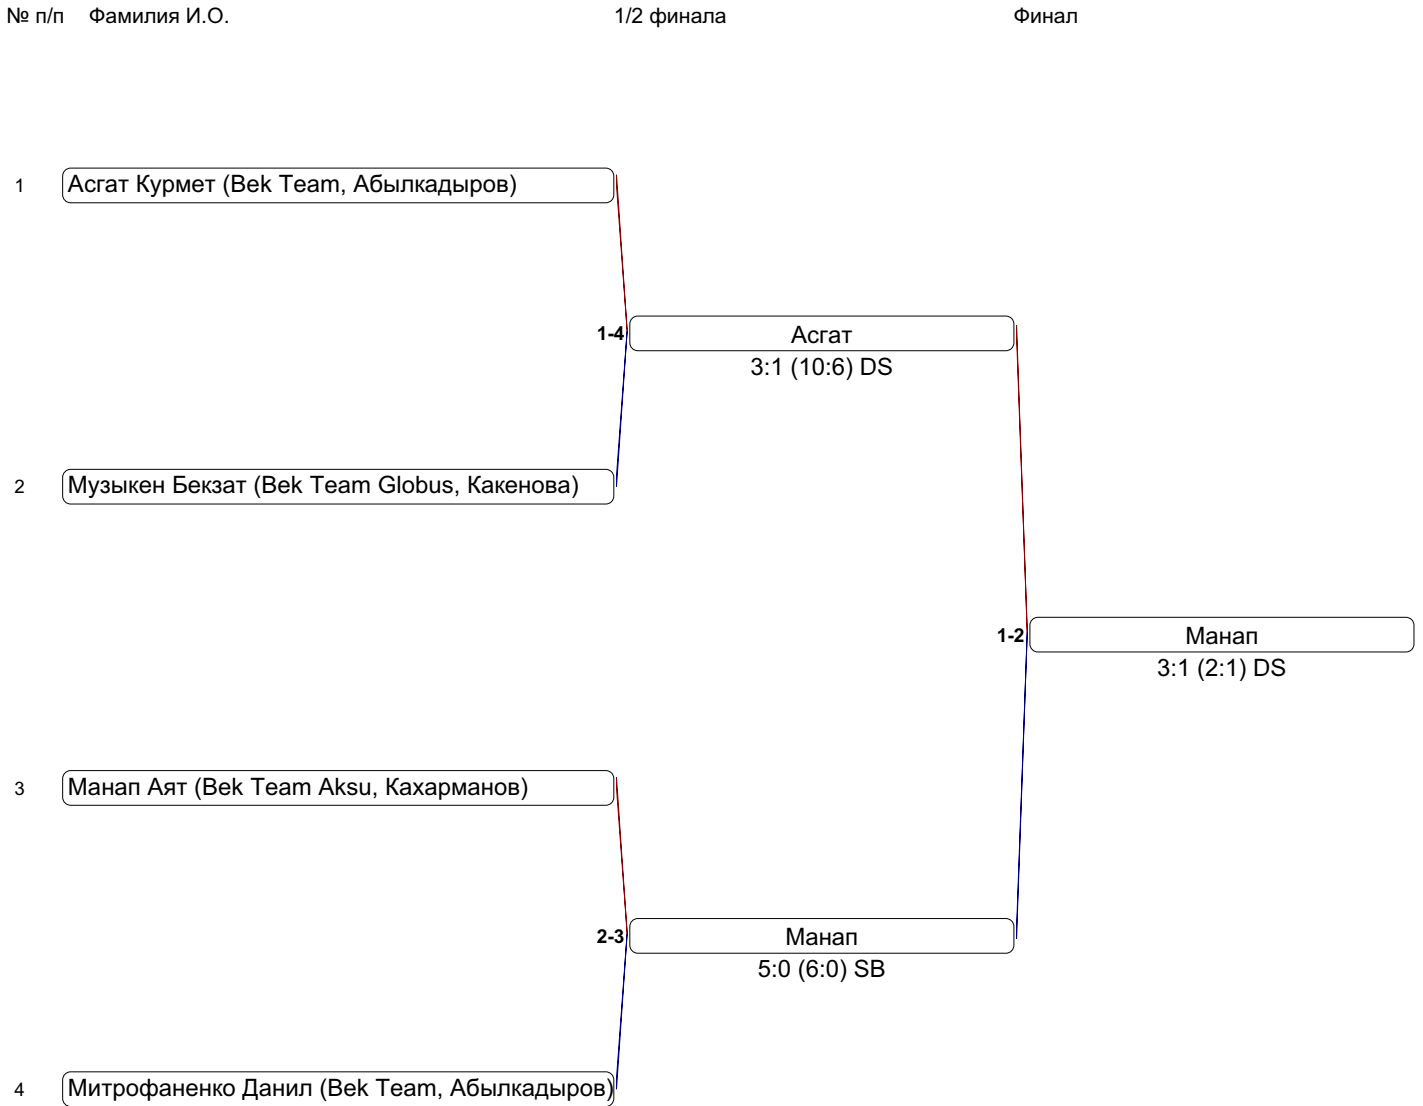 № п/п Фамилия И.О. 1/2 финала Финал
1 Асгат Курмет (Bek Team, Абылкадыров)
1-4 Асгат
3:1 (10:6) DS
2 Музыкен Бекзат (Bek Team Globus, Какенова)
1-2 Манап
3:1 (2:1) DS
3 Манап Аят (Bek Team Aksu, Кахарманов)
2-3 Манап
5:0 (6:0) SB
4 Митрофаненко Данил (Bek Team, Абылкадыров)